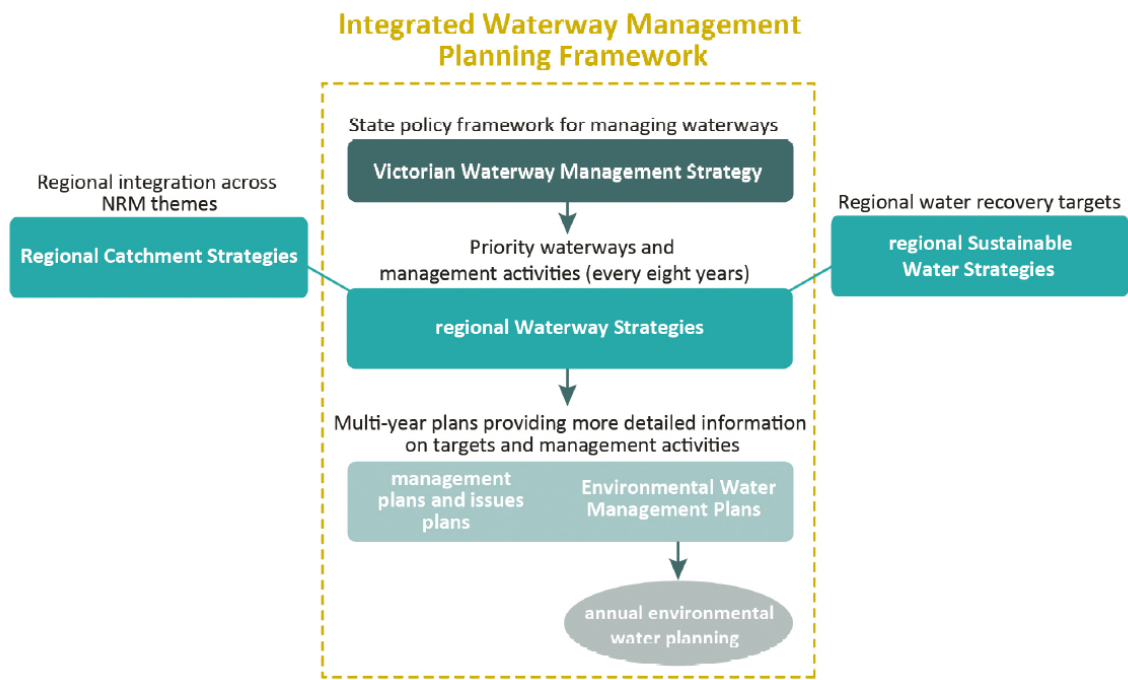 Integrated Waterway Management
Planning Framework
State policy framework for managing waterways
Victorian Waterway Management Strategy
Regional integration across
NRM themes
Regional Catchment Strategies
Regional water recovery targets
regional Sustainable
Water Strategies
Priority waterways and
management activities (every eight years)
regional Waterway Strategies
Multi-year plans providing more detailed information
on targets and management activities
management
plans and issues
plans
Environmental Water
Management Plans
annual environmental
water planning